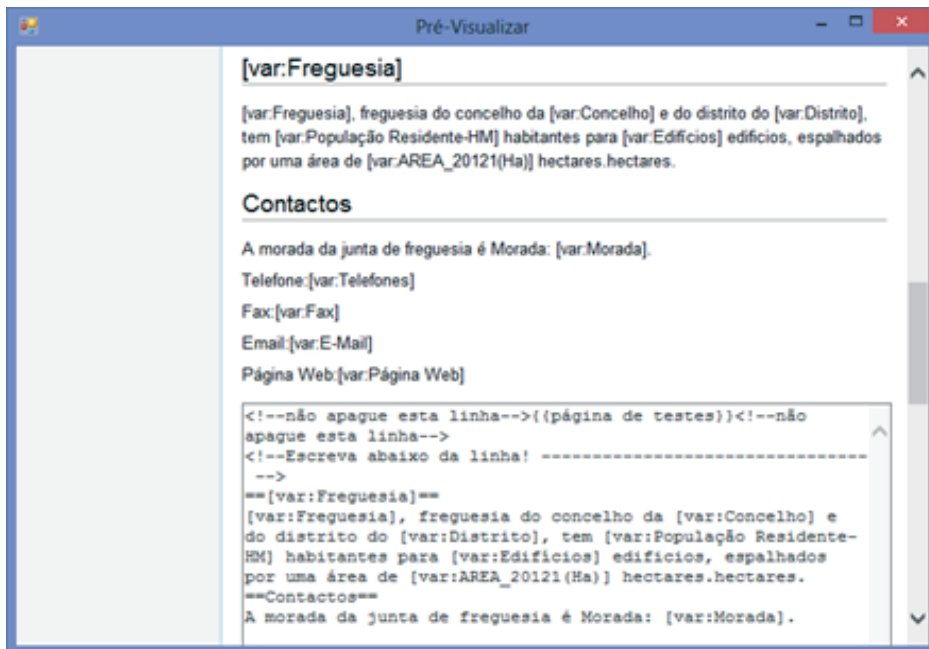 Pré-Visualizar
[var:Freguesia]
[var:Freguesia], freguesia do concelho da [var:Concelho] e do distrito do [var:Distrito],
tem [var:População Residente-HM] habitantes para [var:Edifícios] edificios, espalhados
por uma área de [var:AREA_20121(Ha)] hectares.hectares.
Contactos
A morada da junta de freguesia é Morada: [var:Morada].
Telefone:[var:Telefones]
Fax:[var:Fax]
Email:[var:E-Mail]
Página Web:[var:Página Web]
<!--não apague esta linha-->{{página de testes}}<!--não
apague esta linha-->
<!--Escreva abaixo da linha! --------------------------------
-->
==[var:Freguesia]==
[var:Freguesia], freguesia do concelho da [var:Concelho] e
do distrito do [var:Distrito], tem [var:População Residente-
HM] habitantes para [var:Edifícios] edificios, espalhados
por uma área de [var:AREA_20121(Ha)] hectares.hectares.
==Contactos==
A morada da junta de freguesia é Morada: [var:Morada].